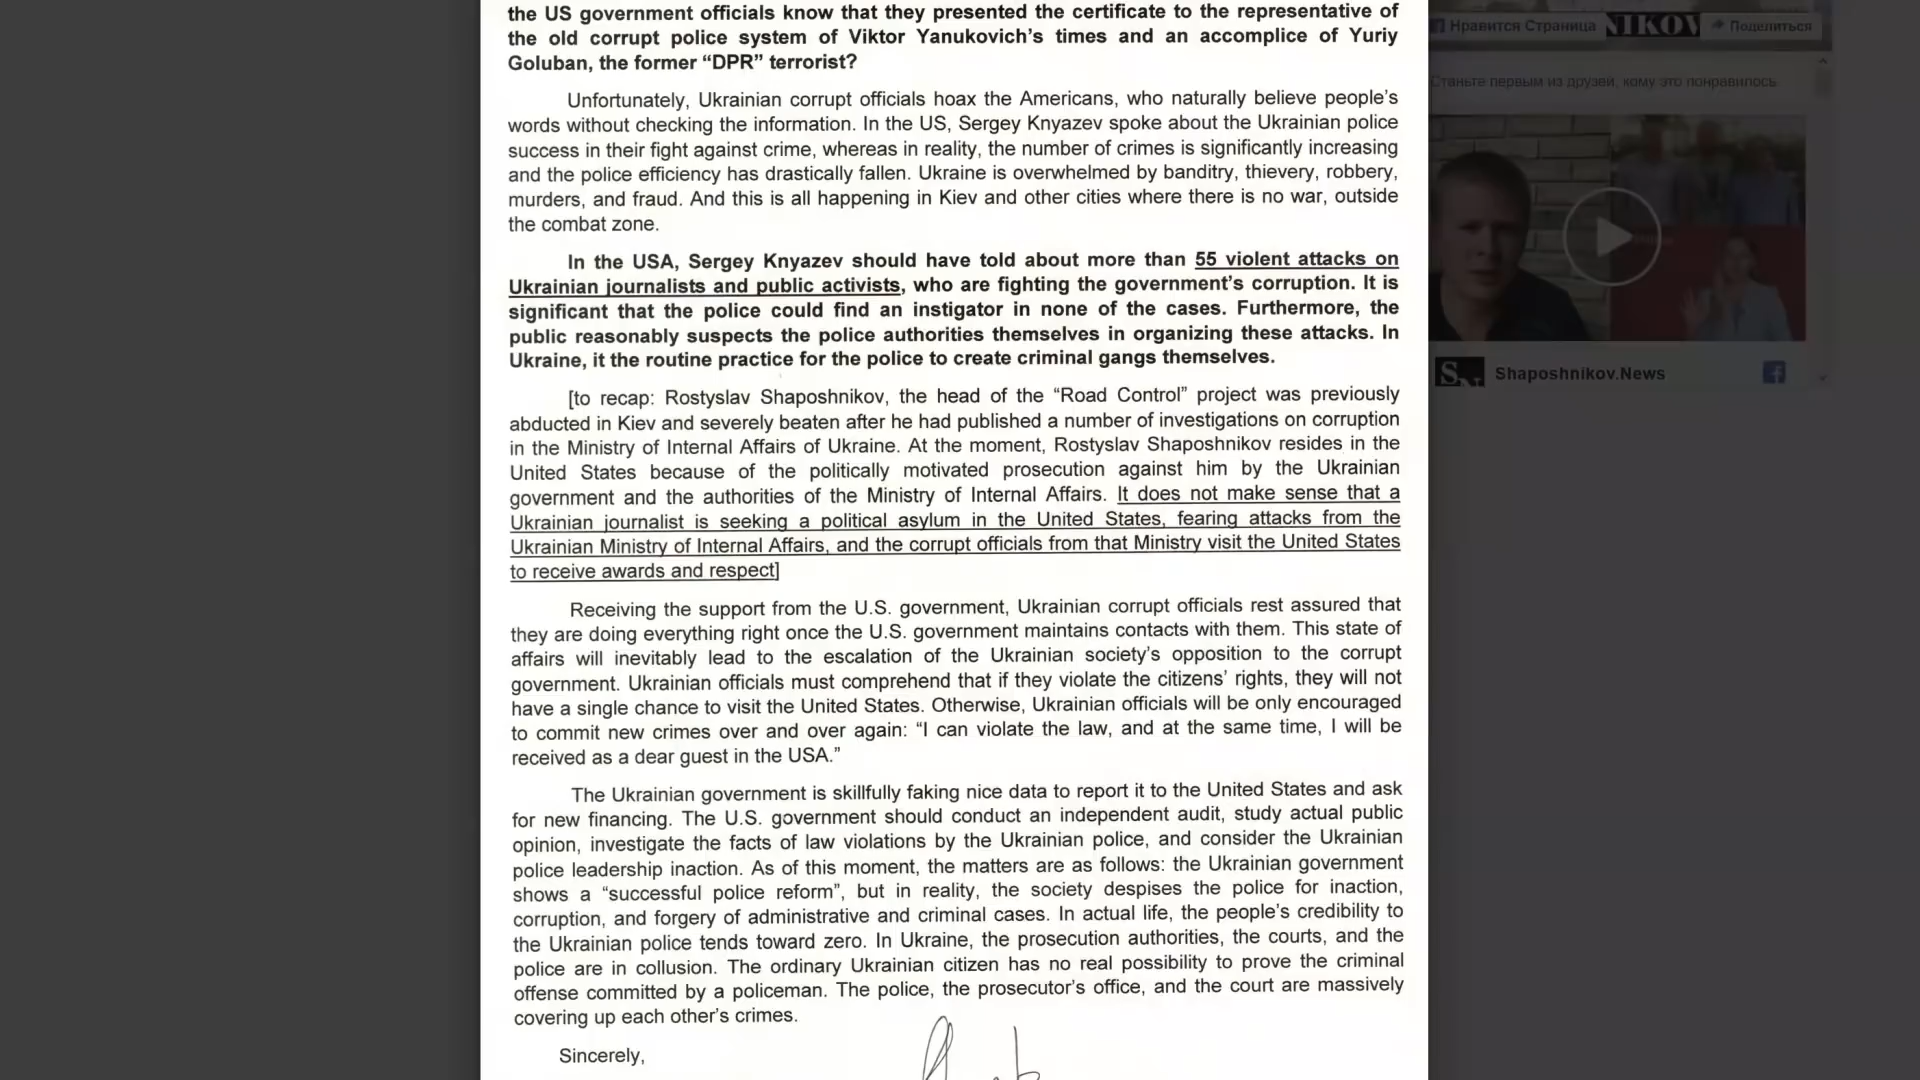 the US government officials know that they presented the certificate to the representative of
the old corrupt police system of Viktor Yanukovich's times and an accomplice of Yuriy
Goluban, the former “DPR” terrorist?
Unfortunately, Ukrainian corrupt officials hoax the Americans, who naturally believe people's
words without checking the information. In the US, Sergey Knyazev spoke about the Ukrainian police
success in their fight against crime, whereas in reality, the number of crimes is significantly increasing
and the police efficiency has drastically fallen. Ukraine is overwhelmed by banditry, thievery, robbery,
murders, and fraud. And this is all happening in Kiev and other cities where there is no war, outside
the combat zone.
In the USA, Sergey Knyazev should have told about more than 55 violent attacks on
Ukrainian journalists and public activists, who are fighting the government's corruption. It is
significant that the police could find an instigator in none of the cases. Furthermore, the
public reasonably suspects the police authorities themselves in organizing these attacks. In
Ukraine, it the routine practice for the police to create criminal gangs themselves.
[to recap: Rostyslav Shaposhnikov, the head of the “Road Control” project was previously
abducted in Kiev and severely beaten after he had published a number of investigations on corruption
in the Ministry of Internal Affairs of Ukraine. At the moment, Rostyslav Shaposhnikov resides in the
United States because of the politically motivated prosecution against him by the Ukrainian
government and the authorities of the Ministry of Internal Affairs. It does not make sense that a
Ukrainian journalist is seeking a political asylum in the United States, fearing attacks from the
Ukrainian Ministry of Internal Affairs, and the corrupt officials from that Ministry visit the United States
to receive awards and respect]
Receiving the support from the U.S. government, Ukrainian corrupt officials rest assured that
they are doing everything right once the U.S. government maintains contacts with them. This state of
affairs will inevitably lead to the escalation of the Ukrainian society's opposition to the corrupt
government. Ukrainian officials must comprehend that if they violate the citizens' rights, they will not
have a single chance to visit the United States. Otherwise, Ukrainian officials will be only encouraged
to commit new crimes over and over again: “I can violate the law, and at the same time, I will be
received as a dear guest in the USA.”
The Ukrainian government is skillfully faking nice data to report it to the United States and ask
for new financing. The U.S. government should conduct an independent audit, study actual public
opinion, investigate the facts of law violations by the Ukrainian police, and consider the Ukrainian
police leadership inaction. As of this moment, the matters are as follows: the Ukrainian government
shows a “successful police reform”, but in reality, the society despises the police for inaction,
corruption, and forgery of administrative and criminal cases. In actual life, the people's credibility to
the Ukrainian police tends toward zero. In Ukraine, the prosecution authorities, the courts, and the
police are in collusion. The ordinary Ukrainian citizen has no real possibility to prove the criminal
offense committed by a policeman. The police, the prosecutor's office, and the court are massively
covering up each other's crimes.
Sincerely,
Нравится Страница
NIKOV
Поделиться
Станьте первым из друзей, кому это понравилось.
SN
Shaposhnikov.News